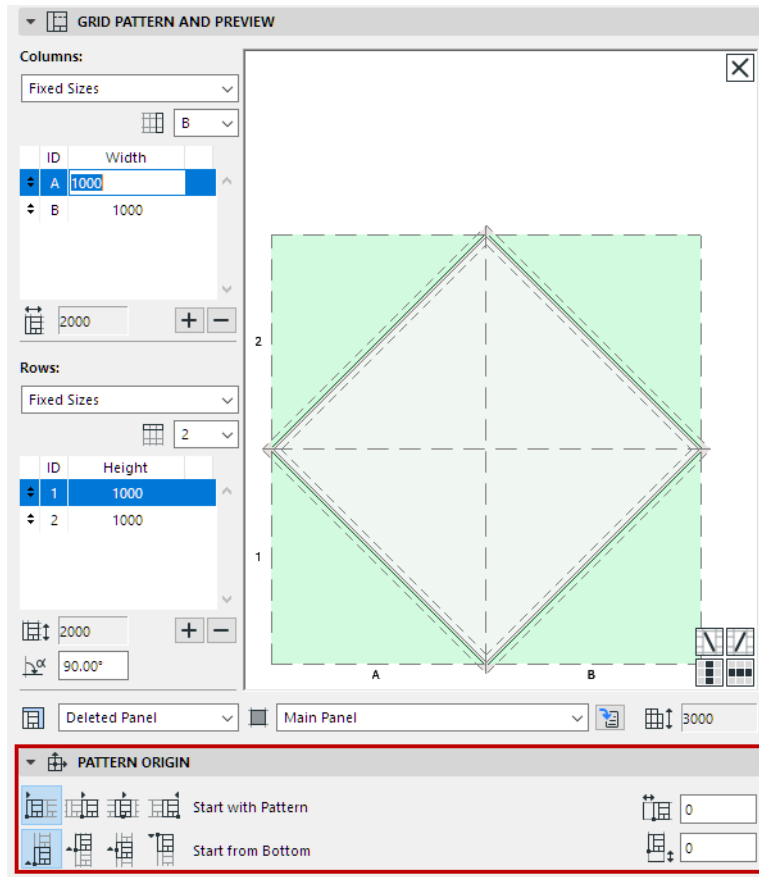 GRID PATTERN AND PREVIEW
Columns:
Fixed Sizes
B
ID Width
A 1000
B 1000
2000
Rows:
Fixed Sizes
2
ID Height
1 1000
2 1000
2000
α 90.00°
2
1
A B
Deleted Panel Main Panel 3000
PATTERN ORIGIN
Start with Pattern 0
Start from Bottom 0